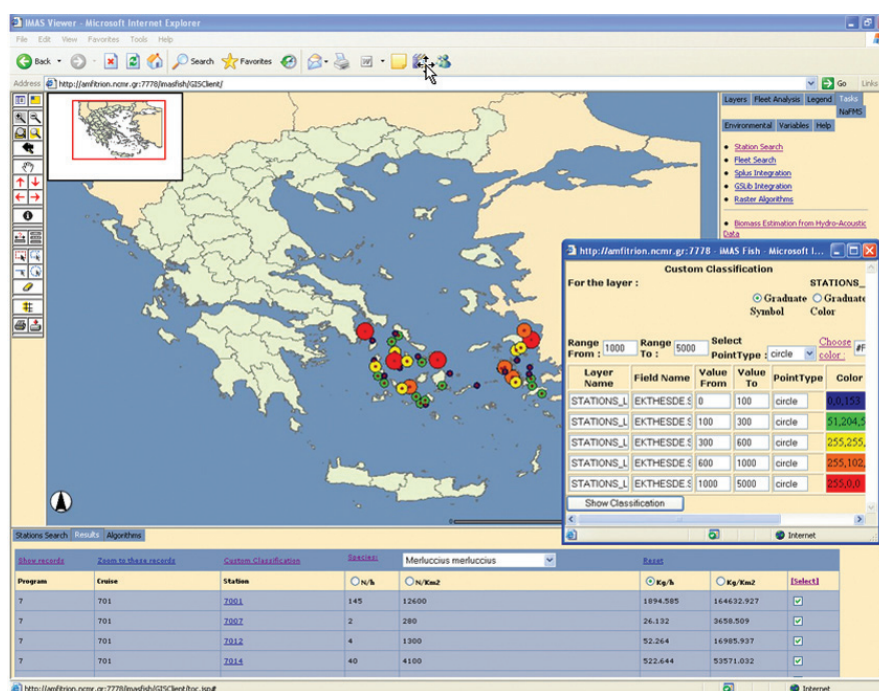 IMAS Viewer - Microsoft Internet Explorer
File Edit View Favorites Tools Help
Back Search Favorites
Address http://amfitrion.ncmr.gr:7778/imasfish/GISClient/ Go Links
Layers Fleet Analysis Legend Tasks
NaFMS
Environmental Variables Help
Station Search
Fleet Search
Splus Integration
GSLib Integration
Raster Algorithms
Biomass Estimation from Hydro-Acoustic
Data
http://amfitrion.ncmr.gr:7778 - iMAS Fish - Microsoft I...
Custom Classification
For the layer : STATIONS_
Graduate Graduate
Symbol Color
Range From : 1000 Range To : 5000 Select PointType : circle Choose color : #F
Layer Name Field Name Value From Value To PointType Color
STATIONS_L EKTHESDE.S 0 100 circle 0,0,153
STATIONS_L EKTHESDE.S 100 300 circle 51,204,5
STATIONS_L EKTHESDE.S 300 600 circle 255,255,
STATIONS_L EKTHESDE.S 600 1000 circle 255,102,
STATIONS_L EKTHESDE.S 1000 5000 circle 255,0,0
Show Classification
Internet
0
Stations Search Results Algorithms
Show records Zoom to these records Custom Classification Species: Merluccius merluccius Reset
Program Cruise Station N/h N/Km2 Kg/h Kg/Km2 [Select]
7 701 7001 145 12600 1894.585 164632.927
7 701 7007 2 280 26.132 3658.509
7 701 7012 4 1300 52.264 16985.937
7 701 7014 40 4100 522.644 53571.032
http://amfitrion.ncmr.gr:7778/imasfish/GISClient/toc.jsp# Internet